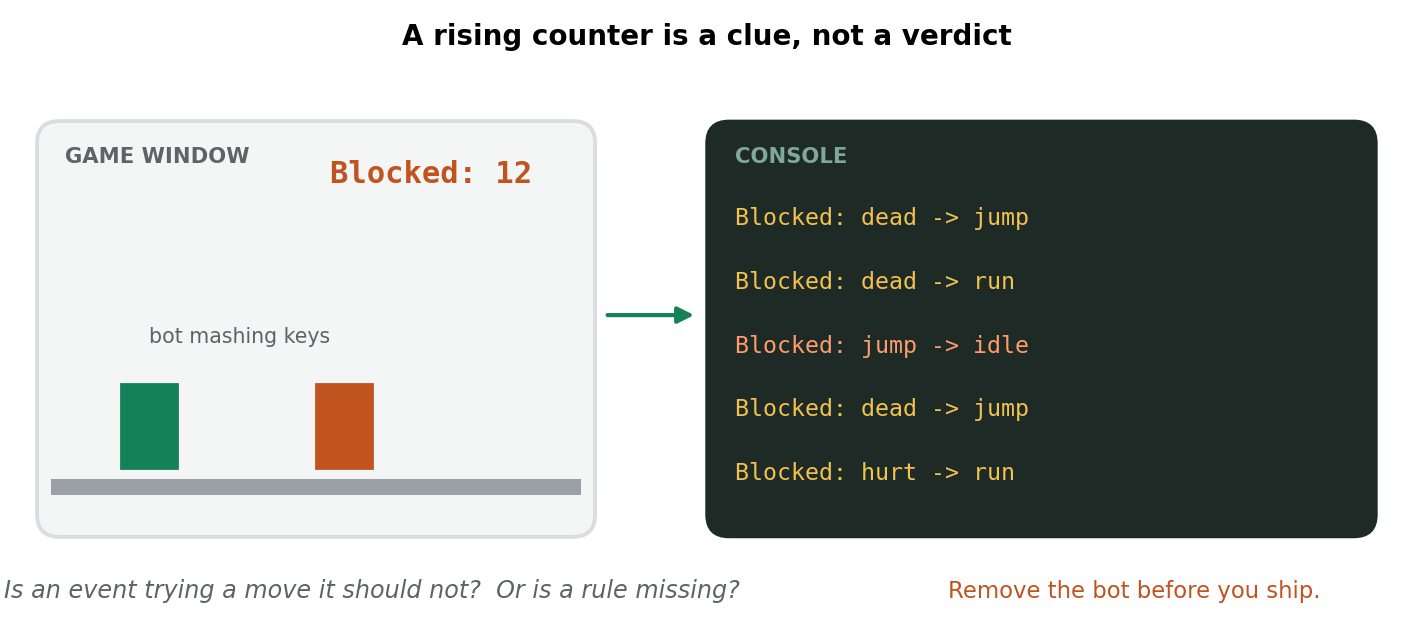 A rising counter is a clue, not a verdict
GAME WINDOW
Blocked: 12
bot mashing keys
CONSOLE
Blocked: dead -> jump
Blocked: dead -> run
Blocked: jump -> idle
Blocked: dead -> jump
Blocked: hurt -> run
Is an event trying a move it should not?  Or is a rule missing?
Remove the bot before you ship.